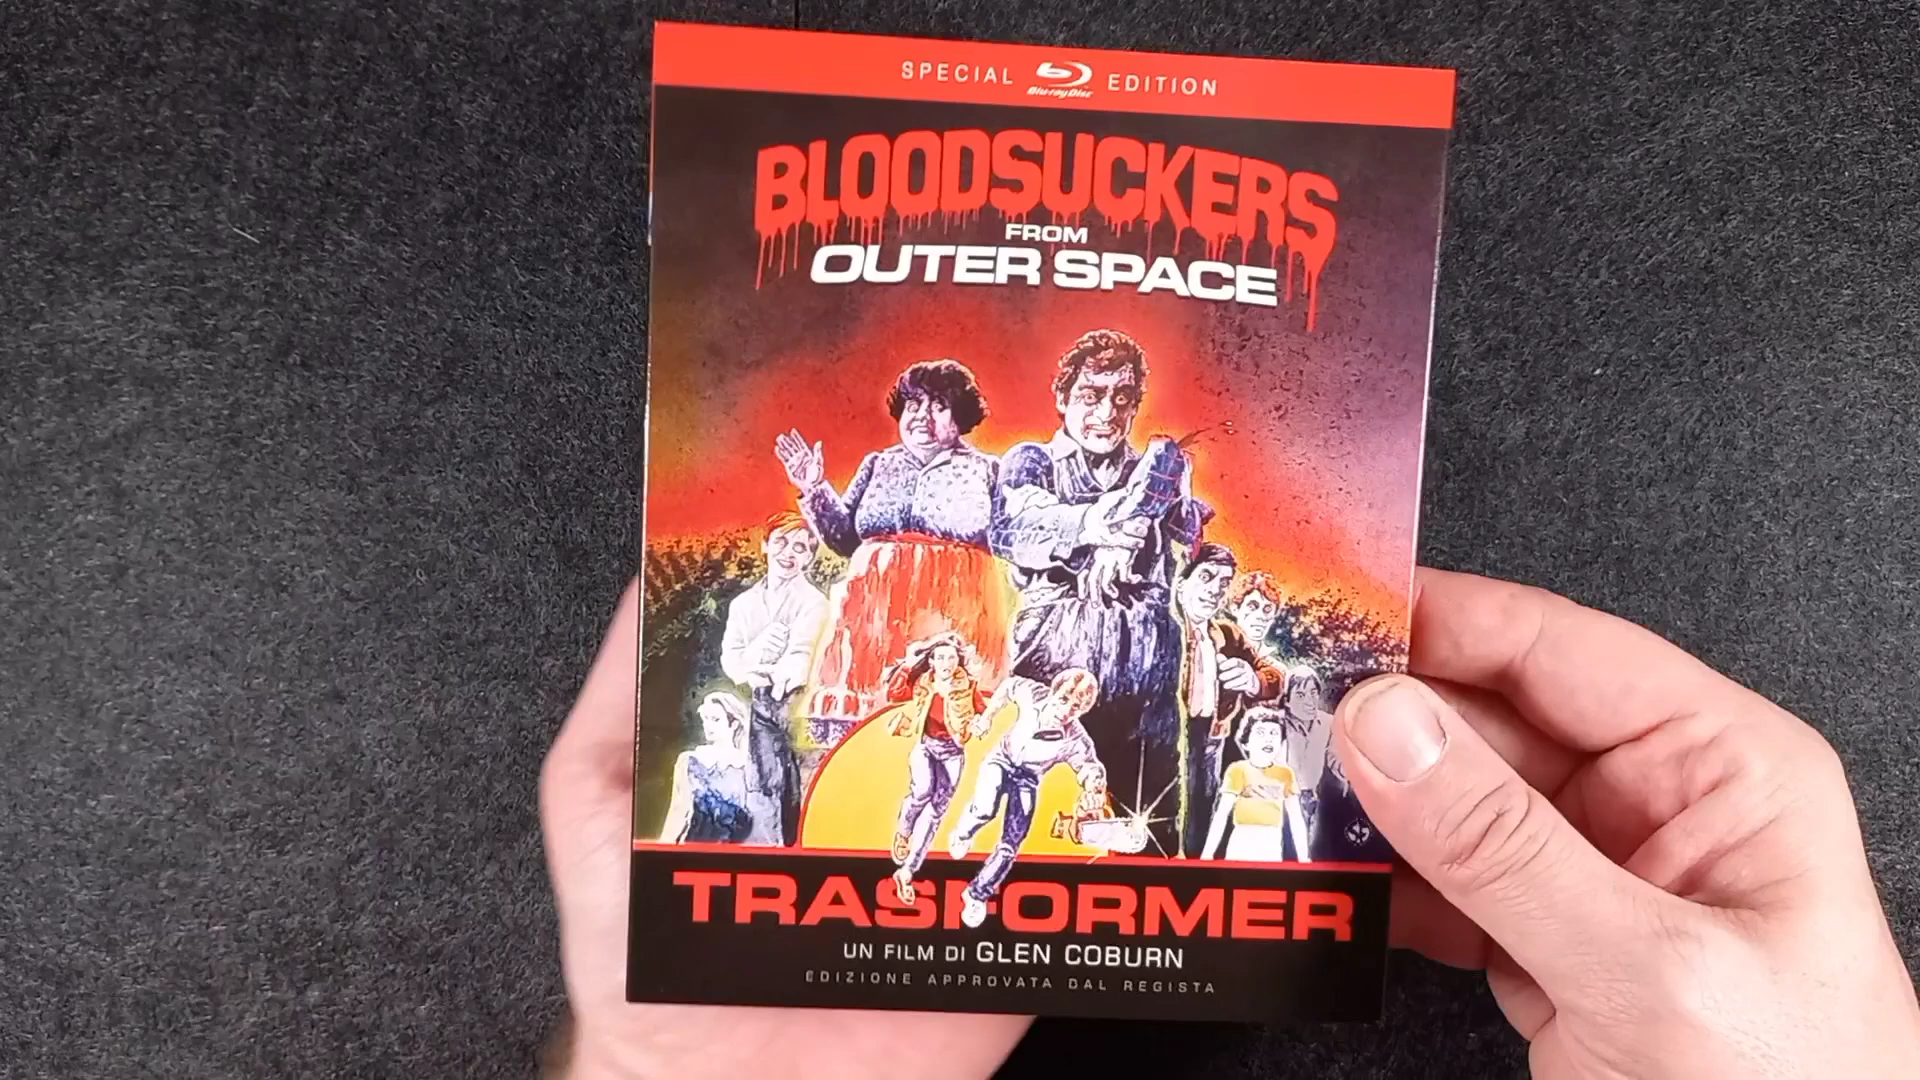 SPECIAL Blu-ray Disc EDITION
BLOODSUCKERS
FROM
OUTER SPACE
TRASFORMER
UN FILM DI GLEN COBURN
EDIZIONE APPROVATA DAL REGISTA